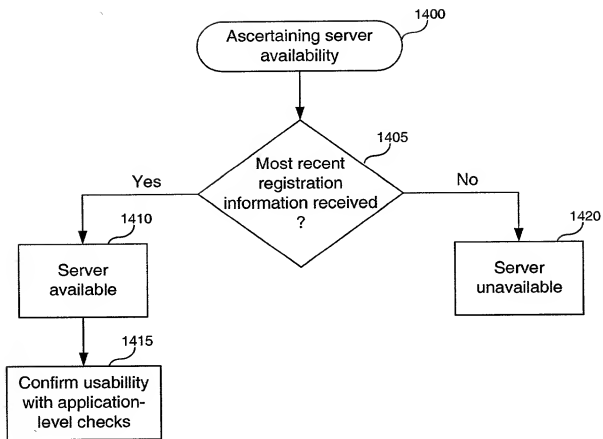 1400
Ascertaining server
availability
1405
Most recent
registration
information received
?
Yes
No
1410
Server
available
1420
Server
unavailable
1415
Confirm usabillity
with application-
level checks